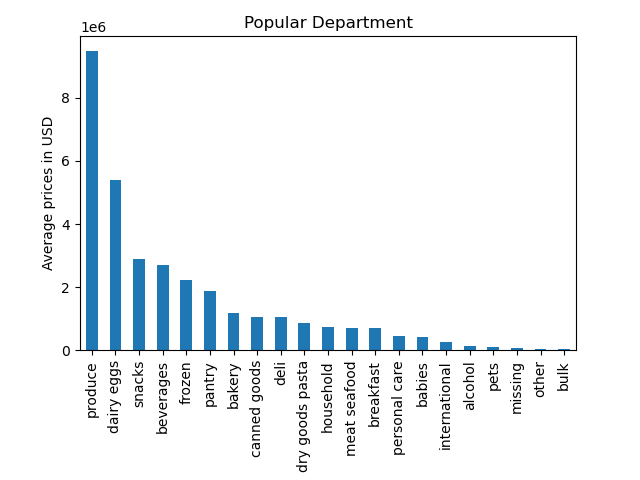 Popular Department
1e6
Average prices in USD
8
6
4
2
0
produce
dairy eggs
snacks
beverages
frozen
pantry
bakery
canned goods
deli
dry goods pasta
household
meat seafood
breakfast
personal care
babies
international
alcohol
pets
missing
other
bulk